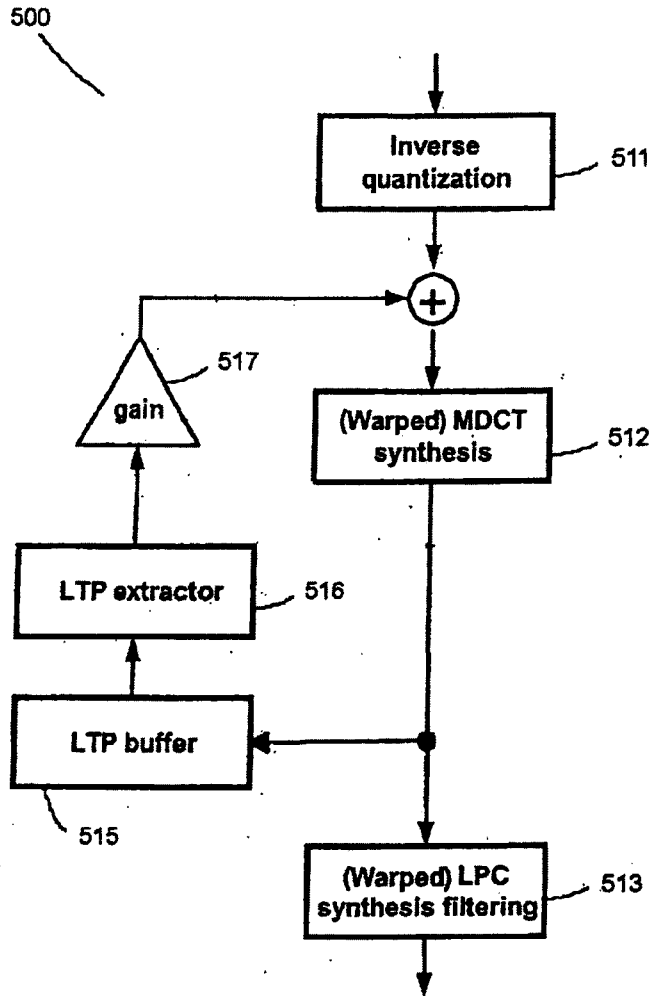 500
Inverse
quantization
511
+
517
gain
(Warped) MDCT
synthesis
512
LTP extractor
516
LTP buffer
515
(Warped) LPC
synthesis filtering
513